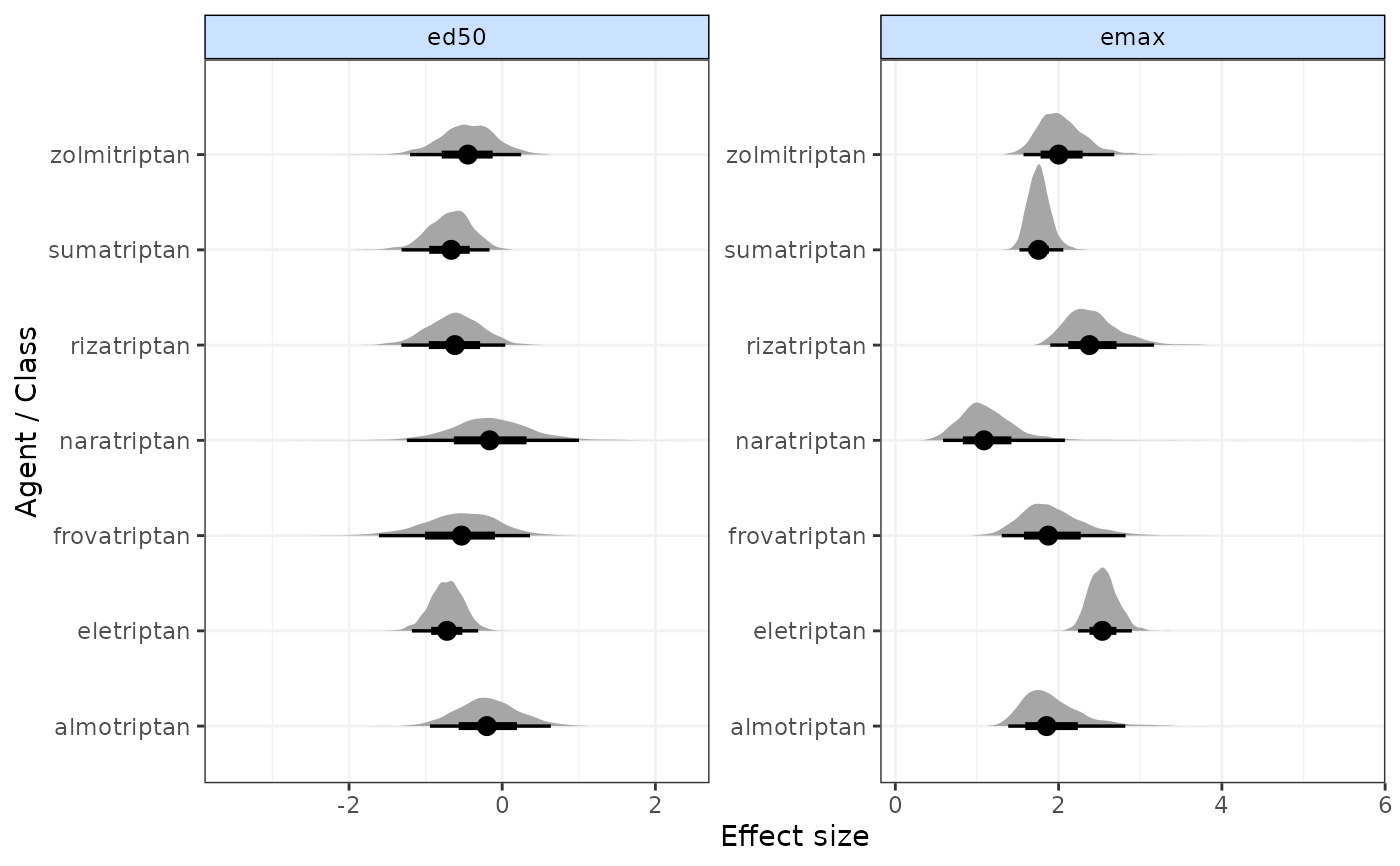 ed50
emax
Agent / Class
zolmitriptan
sumatriptan
rizatriptan
naratriptan
frovatriptan
eletriptan
almotriptan
zolmitriptan
sumatriptan
rizatriptan
naratriptan
frovatriptan
eletriptan
almotriptan
-2 0 2
0 2 4 6
Effect size